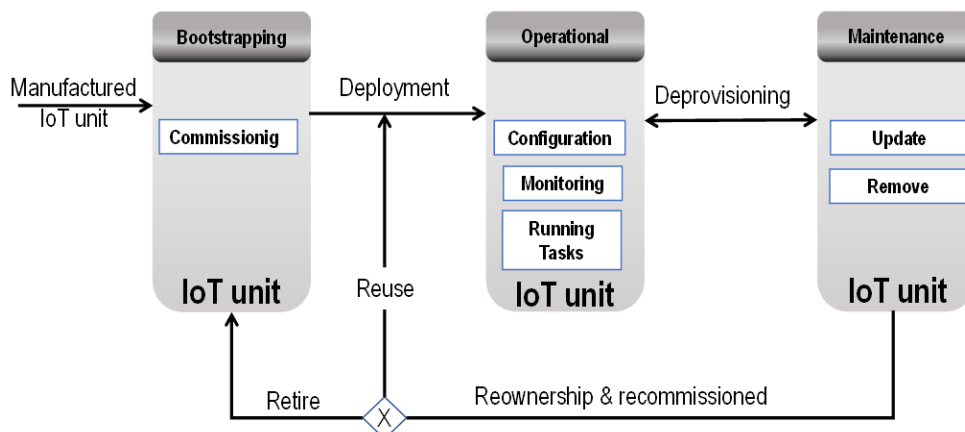 Bootstrapping
Operational
Maintenance
Manufactured
IoT unit
Deployment
Deprovisioning
Commissionig
Configuration
Update
Monitoring
Remove
Running
Tasks
IoT unit
Reuse
IoT unit
IoT unit
Retire
X
Reownership & recommissioned